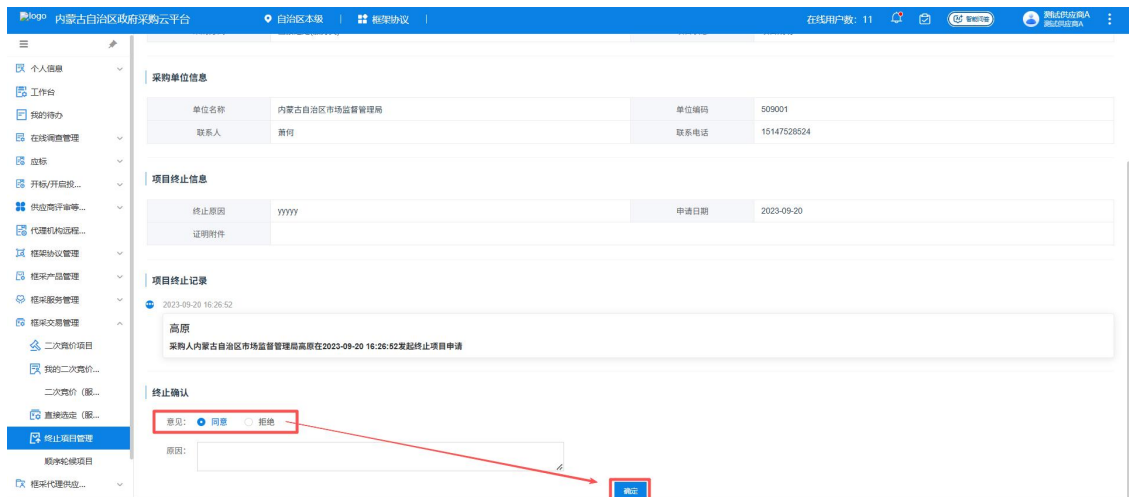 logo 内蒙古自治区政府采购云平台 自治区本级 框架协议 在线用户数：11 智能问答 测试供应商A
测试供应商A
个人信息
工作台
我的待办
在线调查管理
应标
开标/开启投...
供应商评审等...
代理机构远程...
框架协议管理
框采产品管理
框采服务管理
框采交易管理
二次竞价项目
我的二次竞价...
二次竞价（服...
直接选定（服...
终止项目管理
顺序轮候项目
框采代理供应...
采购单位信息
单位名称 内蒙古自治区市场监督管理局 单位编码 509001
联系人 萧何 联系电话 15147528524
项目终止信息
终止原因 yyyyy 申请日期 2023-09-20
证明附件
项目终止记录
2023-09-20 16:26:52
高原
采购人内蒙古自治区市场监督管理局高原在2023-09-20 16:26:52发起终止项目申请
终止确认
意见： 同意 拒绝
原因：
确定